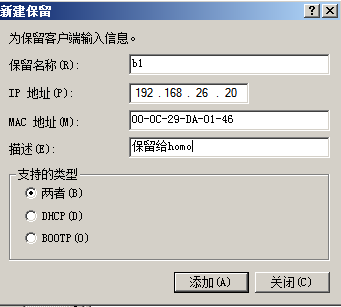 新建保留
为保留客户端输入信息。
保留名称(R): b1
IP 地址(P): 192 .168 . 26 . 20
MAC 地址(M): 00-0C-29-DA-01-46
描述(E): 保留给homo
支持的类型
两者(B)
DHCP(D)
BOOTP(O)
添加(A) 关闭(C)